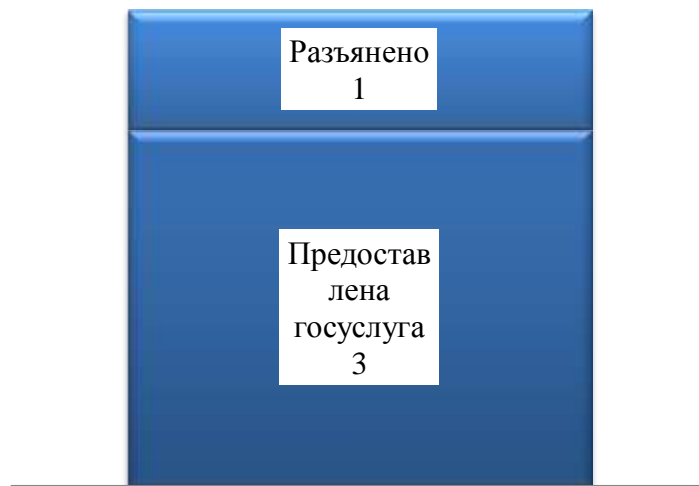 Разъянено
1
Предостав
лена
госуслуга
3